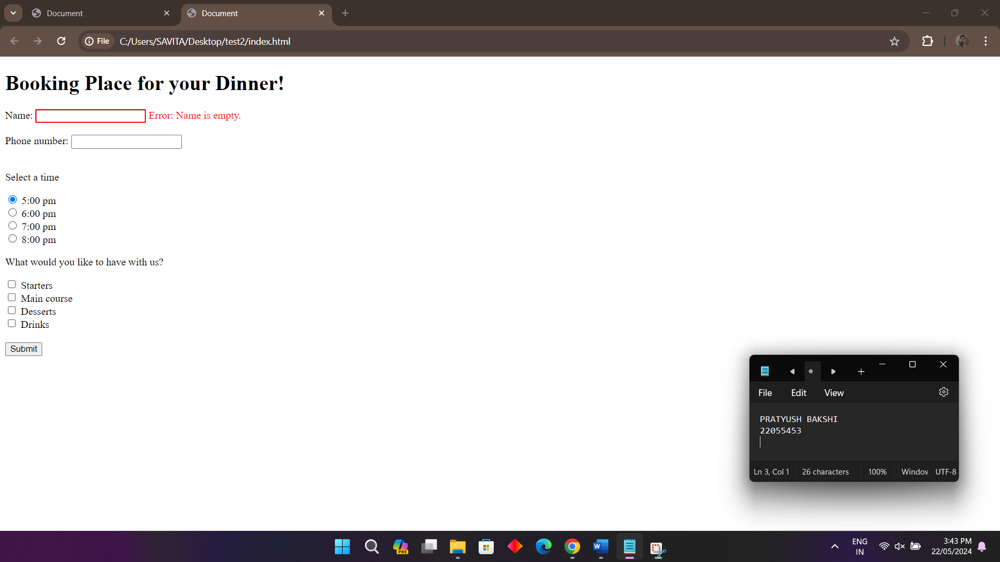 Document
Document
File C:/Users/SAVITA/Desktop/test2/index.html
Booking Place for your Dinner!
Name: Error: Name is empty.
Phone number:
Select a time
5:00 pm
6:00 pm
7:00 pm
8:00 pm
What would you like to have with us?
Starters
Main course
Desserts
Drinks
Submit
File Edit View
PRATYUSH BAKSHI
22055453
Ln 3, Col 1 26 characters 100% Window UTF-8
PRE
W
ENG
IN
3:43 PM
22/05/2024